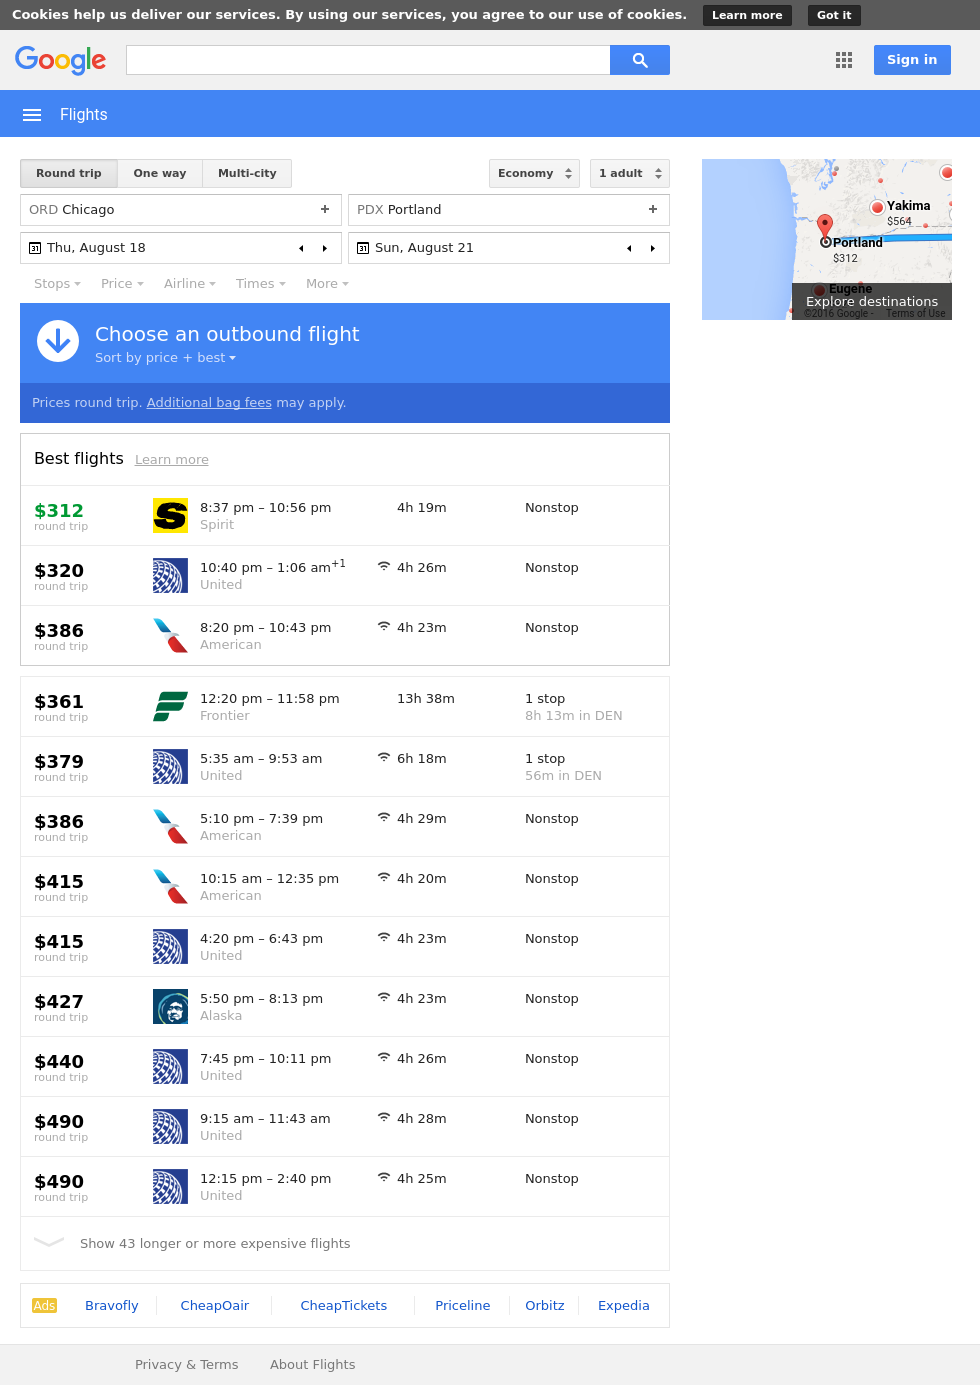 Cookies help us deliver our services. By using our services, you agree to our use of cookies. Learn more Got it
Google Sign in
Flights
Round trip One way Multi-city Economy 1 adult
ORD Chicago + PDX Portland +
31 Thu, August 18 31 Sun, August 21
Stops Price Airline Times More
Yakima
$564
Portland
$312
Eugene
Explore destinations
©2016 Google - Terms of Use
Choose an outbound flight
Sort by price + best
Prices round trip. Additional bag fees may apply.
Best flights Learn more
$312 8:37 pm – 10:56 pm 4h 19m Nonstop
round trip Spirit
$320 10:40 pm – 1:06 am+1 4h 26m Nonstop
round trip United
$386 8:20 pm – 10:43 pm 4h 23m Nonstop
round trip American
$361 12:20 pm – 11:58 pm 13h 38m 1 stop
round trip Frontier 8h 13m in DEN
$379 5:35 am – 9:53 am 6h 18m 1 stop
round trip United 56m in DEN
$386 5:10 pm – 7:39 pm 4h 29m Nonstop
round trip American
$415 10:15 am – 12:35 pm 4h 20m Nonstop
round trip American
$415 4:20 pm – 6:43 pm 4h 23m Nonstop
round trip United
$427 5:50 pm – 8:13 pm 4h 23m Nonstop
round trip Alaska
$440 7:45 pm – 10:11 pm 4h 26m Nonstop
round trip United
$490 9:15 am – 11:43 am 4h 28m Nonstop
round trip United
$490 12:15 pm – 2:40 pm 4h 25m Nonstop
round trip United
Show 43 longer or more expensive flights
Ads Bravofly CheapOair CheapTickets Priceline Orbitz Expedia
Privacy & Terms About Flights